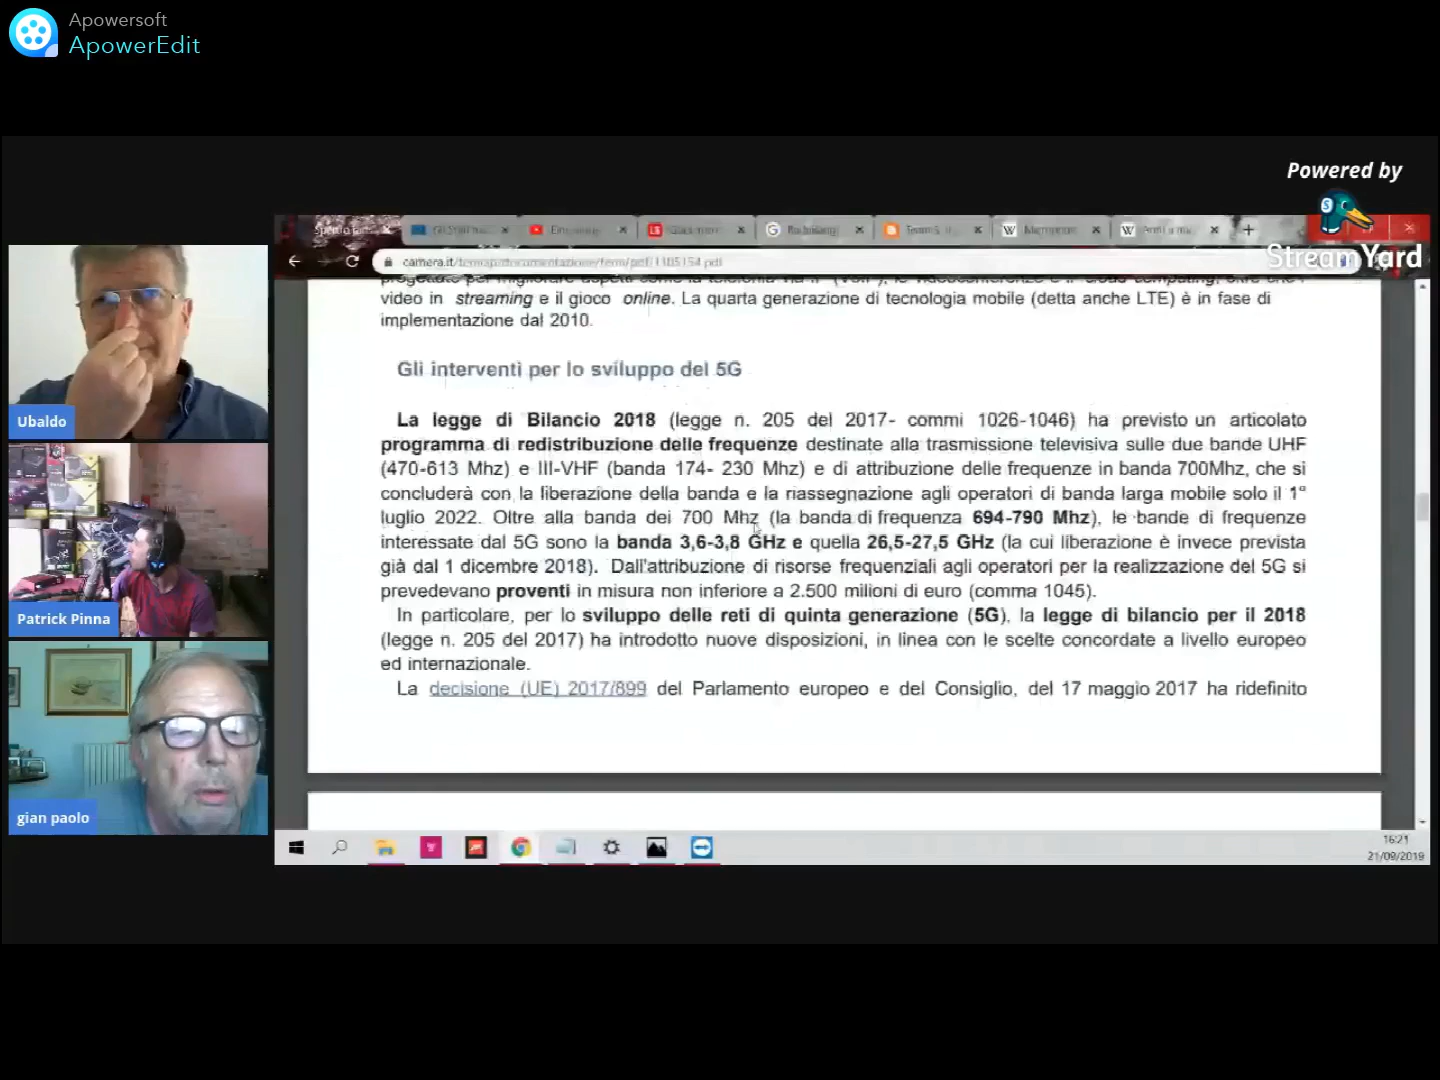 Apowersoft
ApowerEdit
Powered by
StreamYard
camera.it/
video in streaming e il gioco online. La quarta generazione di tecnologia mobile (detta anche LTE) è in fase di
implementazione dal 2010.
Gli interventi per lo sviluppo del 5G
La legge di Bilancio 2018 (legge n. 205 del 2017- commi 1026-1046) ha previsto un articolato
programma di redistribuzione delle frequenze destinate alla trasmissione televisiva sulle due bande UHF
(470-613 Mhz) e III-VHF (banda 174- 230 Mhz) e di attribuzione delle frequenze in banda 700Mhz, che si
concluderà con la liberazione della banda e la riassegnazione agli operatori di banda larga mobile solo il 1°
luglio 2022. Oltre alla banda dei 700 Mhz (la banda di frequenza 694-790 Mhz), le bande di frequenze
interessate dal 5G sono la banda 3,6-3,8 GHz e quella 26,5-27,5 GHz (la cui liberazione è invece prevista
già dal 1 dicembre 2018). Dall'attribuzione di risorse frequenziali agli operatori per la realizzazione del 5G si
prevedevano proventi in misura non inferiore a 2.500 milioni di euro (comma 1045).
In particolare, per lo sviluppo delle reti di quinta generazione (5G), la legge di bilancio per il 2018
(legge n. 205 del 2017) ha introdotto nuove disposizioni, in linea con le scelte concordate a livello europeo
ed internazionale.
La decisione (UE) 2017/899 del Parlamento europeo e del Consiglio, del 17 maggio 2017 ha ridefinito
Ubaldo
Patrick Pinna
gian paolo
16:21
21/09/2019